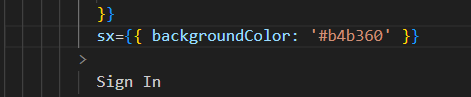 }}
sx={{ backgroundColor: '#b4b360' }}
>
Sign In